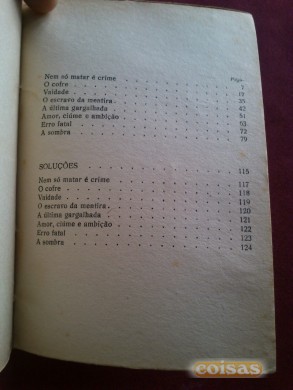 Págs.
Nem só matar é crime . . . . . . . . . 7
O cofre . . . . . . . . . 17
Vaidade . . . . . . . . . 35
O escravo da mentira . . . . . . . . . 42
A última gargalhada . . . . . . . . . 51
Amor, ciúme e ambição . . . . . . . . . 53
Erro fatal . . . . . . . . . 72
A sombra . . . . . . . . . 79
SOLUÇÕES . . . . . . . . . 115
Nem só matar é crime . . . . . . . . . 117
O cofre . . . . . . . . . 118
Vaidade . . . . . . . . . 119
O escravo da mentira . . . . . . . . . 120
A última gargalhada . . . . . . . . . 121
Amor, ciúme e ambição . . . . . . . . . 122
Erro fatal . . . . . . . . . 123
A sombra . . . . . . . . . 124
coisas